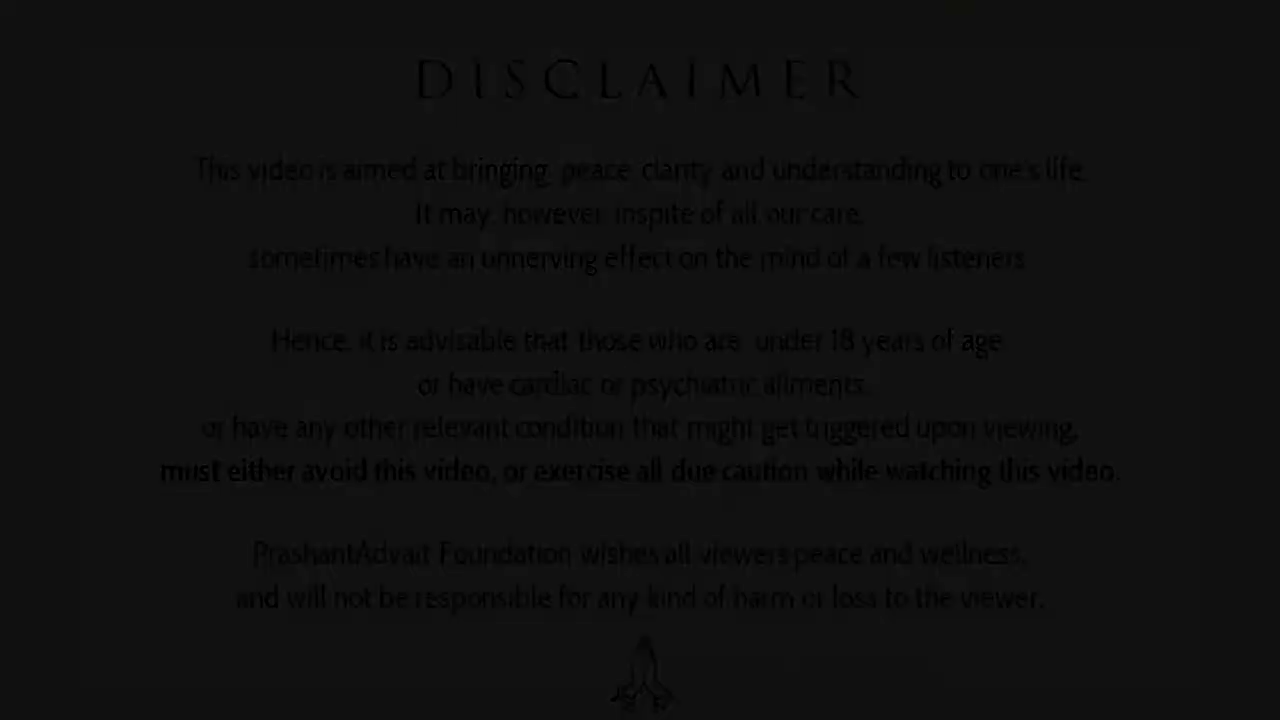 DISCLAIMER
This video is aimed at bringing, peace, clarity and understanding to one's life.
It may, however, inspite of all our care,
sometimes have an unnerving effect on the mind of a few listeners.
Hence, it is advisable that those who are under 18 years of age
or have cardiac or psychiatric ailments,
or have any other relevant condition that might get triggered upon viewing,
must either avoid this video, or exercise all due caution while watching this video.
PrashantAdvait Foundation wishes all viewers peace and wellness,
and will not be responsible for any kind of harm or loss to the viewer.